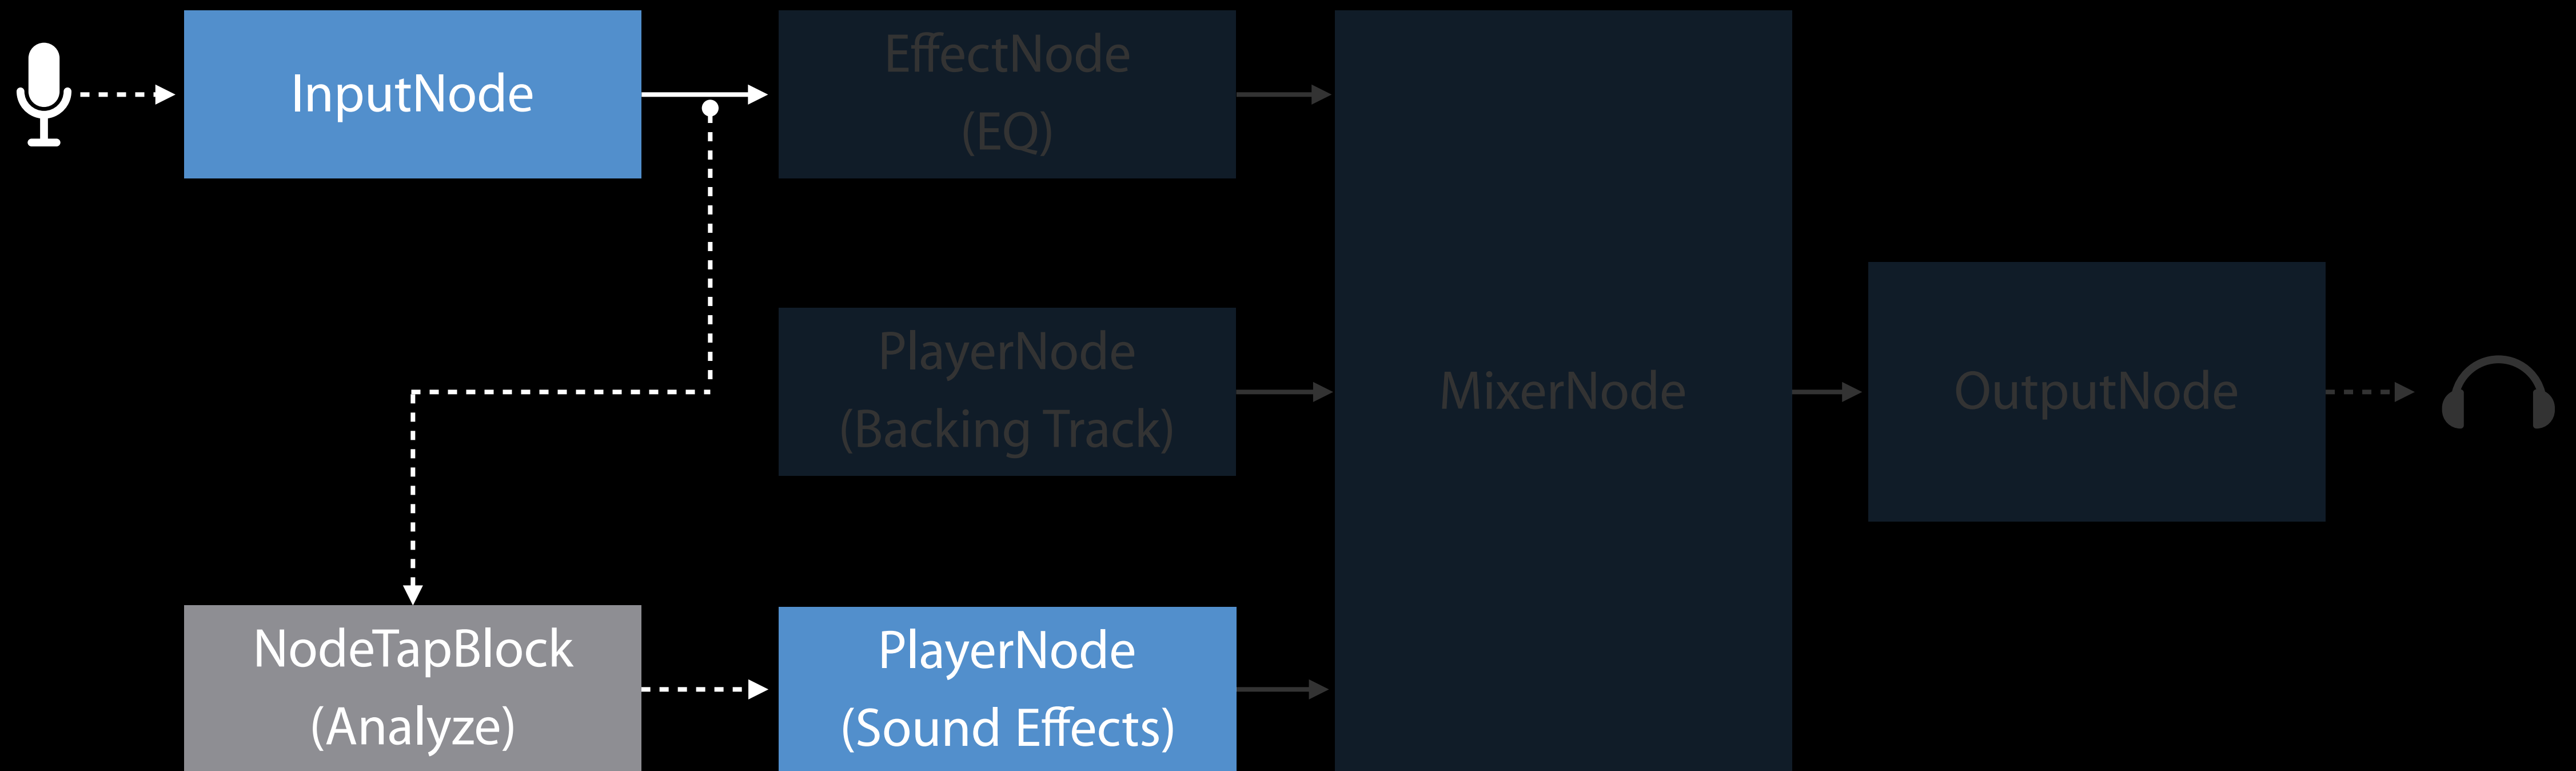 InputNode
EffectNode
(EQ)
PlayerNode
(Backing Track)
MixerNode
OutputNode
NodeTapBlock
(Analyze)
PlayerNode
(Sound Effects)